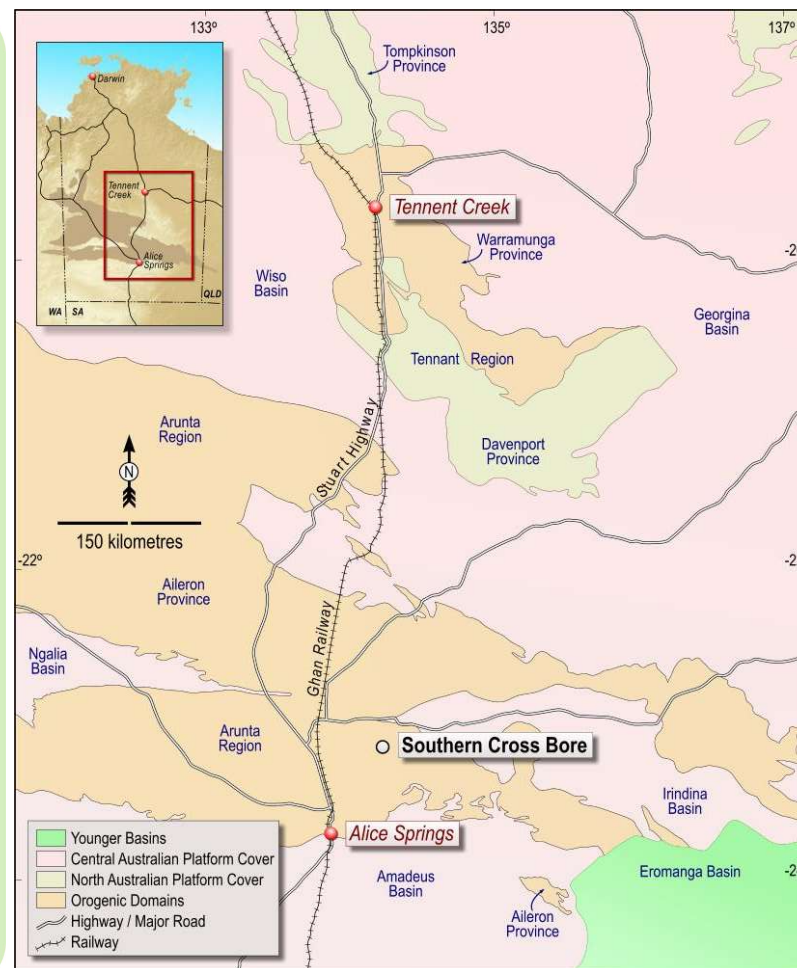 133º
135º
137º
Tompkinson
Province
Darwin
Tennent
Creek
Alice
Springs
WA
SA
QLD
Tennent Creek
Warramunga
Province
-2
Wiso
Basin
Georgina
Basin
Tennant Region
Arunta
Region
Stuart Highway
Davenport
Province
N
150 kilometres
-22º
-2
Aileron
Province
Ghan Railway
Ngalia
Basin
Arunta
Region
Southern Cross Bore
Irindina
Basin
Alice Springs
Younger Basins
Central Australian Platform Cover
North Australian Platform Cover
Orogenic Domains
Highway / Major Road
Railway
Amadeus
Basin
Eromanga Basin
-2
Aileron
Province